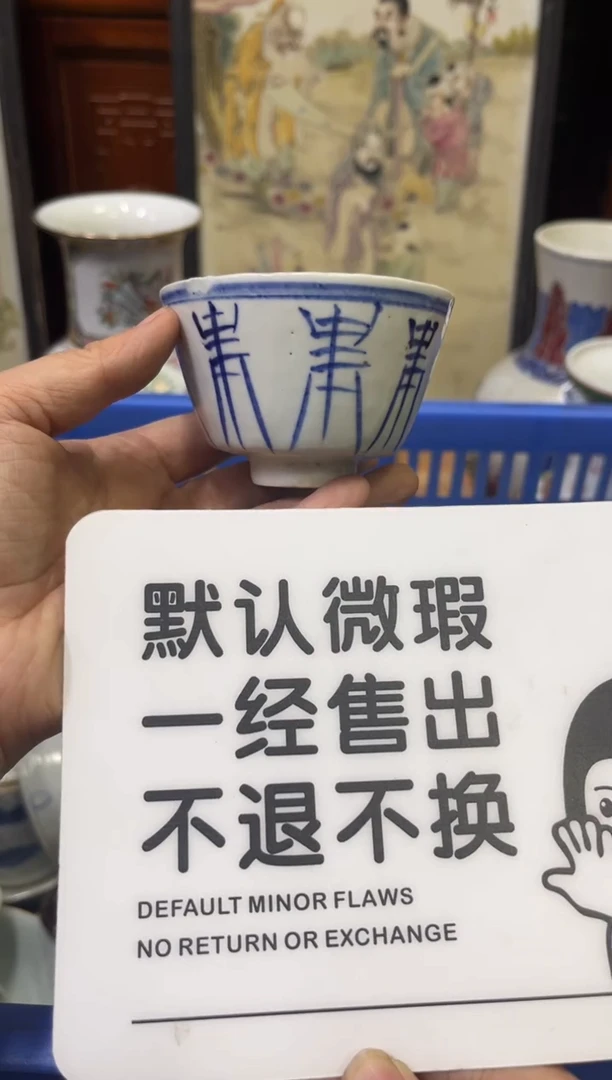 默认微瑕
一经售出
不退不换
DEFAULT MINOR FLAWS
NO RETURN OR EXCHANGE